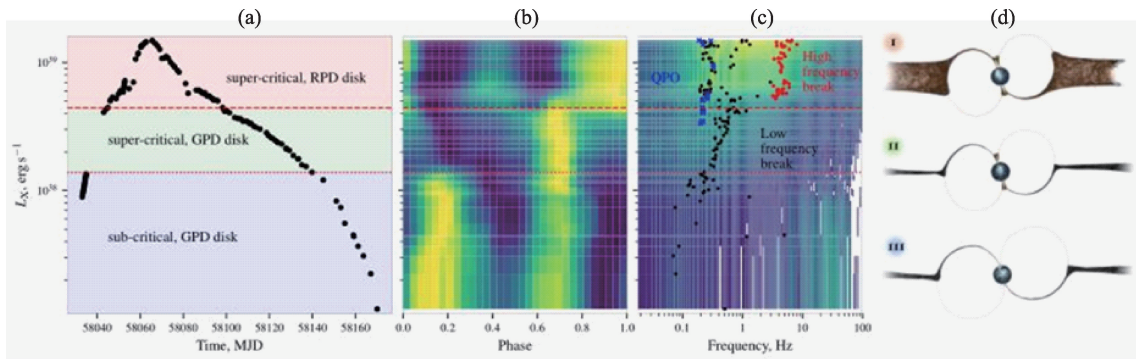 (a)
(b)
(c)
(d)
10³⁹
10³⁸
L_X, erg s⁻¹
super-critical, RPD disk
super-critical, GPD disk
sub-critical, GPD disk
58040 58060 58080 58100 58120 58140 58160
Time, MJD
0.0 0.2 0.4 0.6 0.8 1.0
Phase
QPO
High
frequency
break
Low
frequency
break
0.1 1 10 100
Frequency, Hz
I
II
III